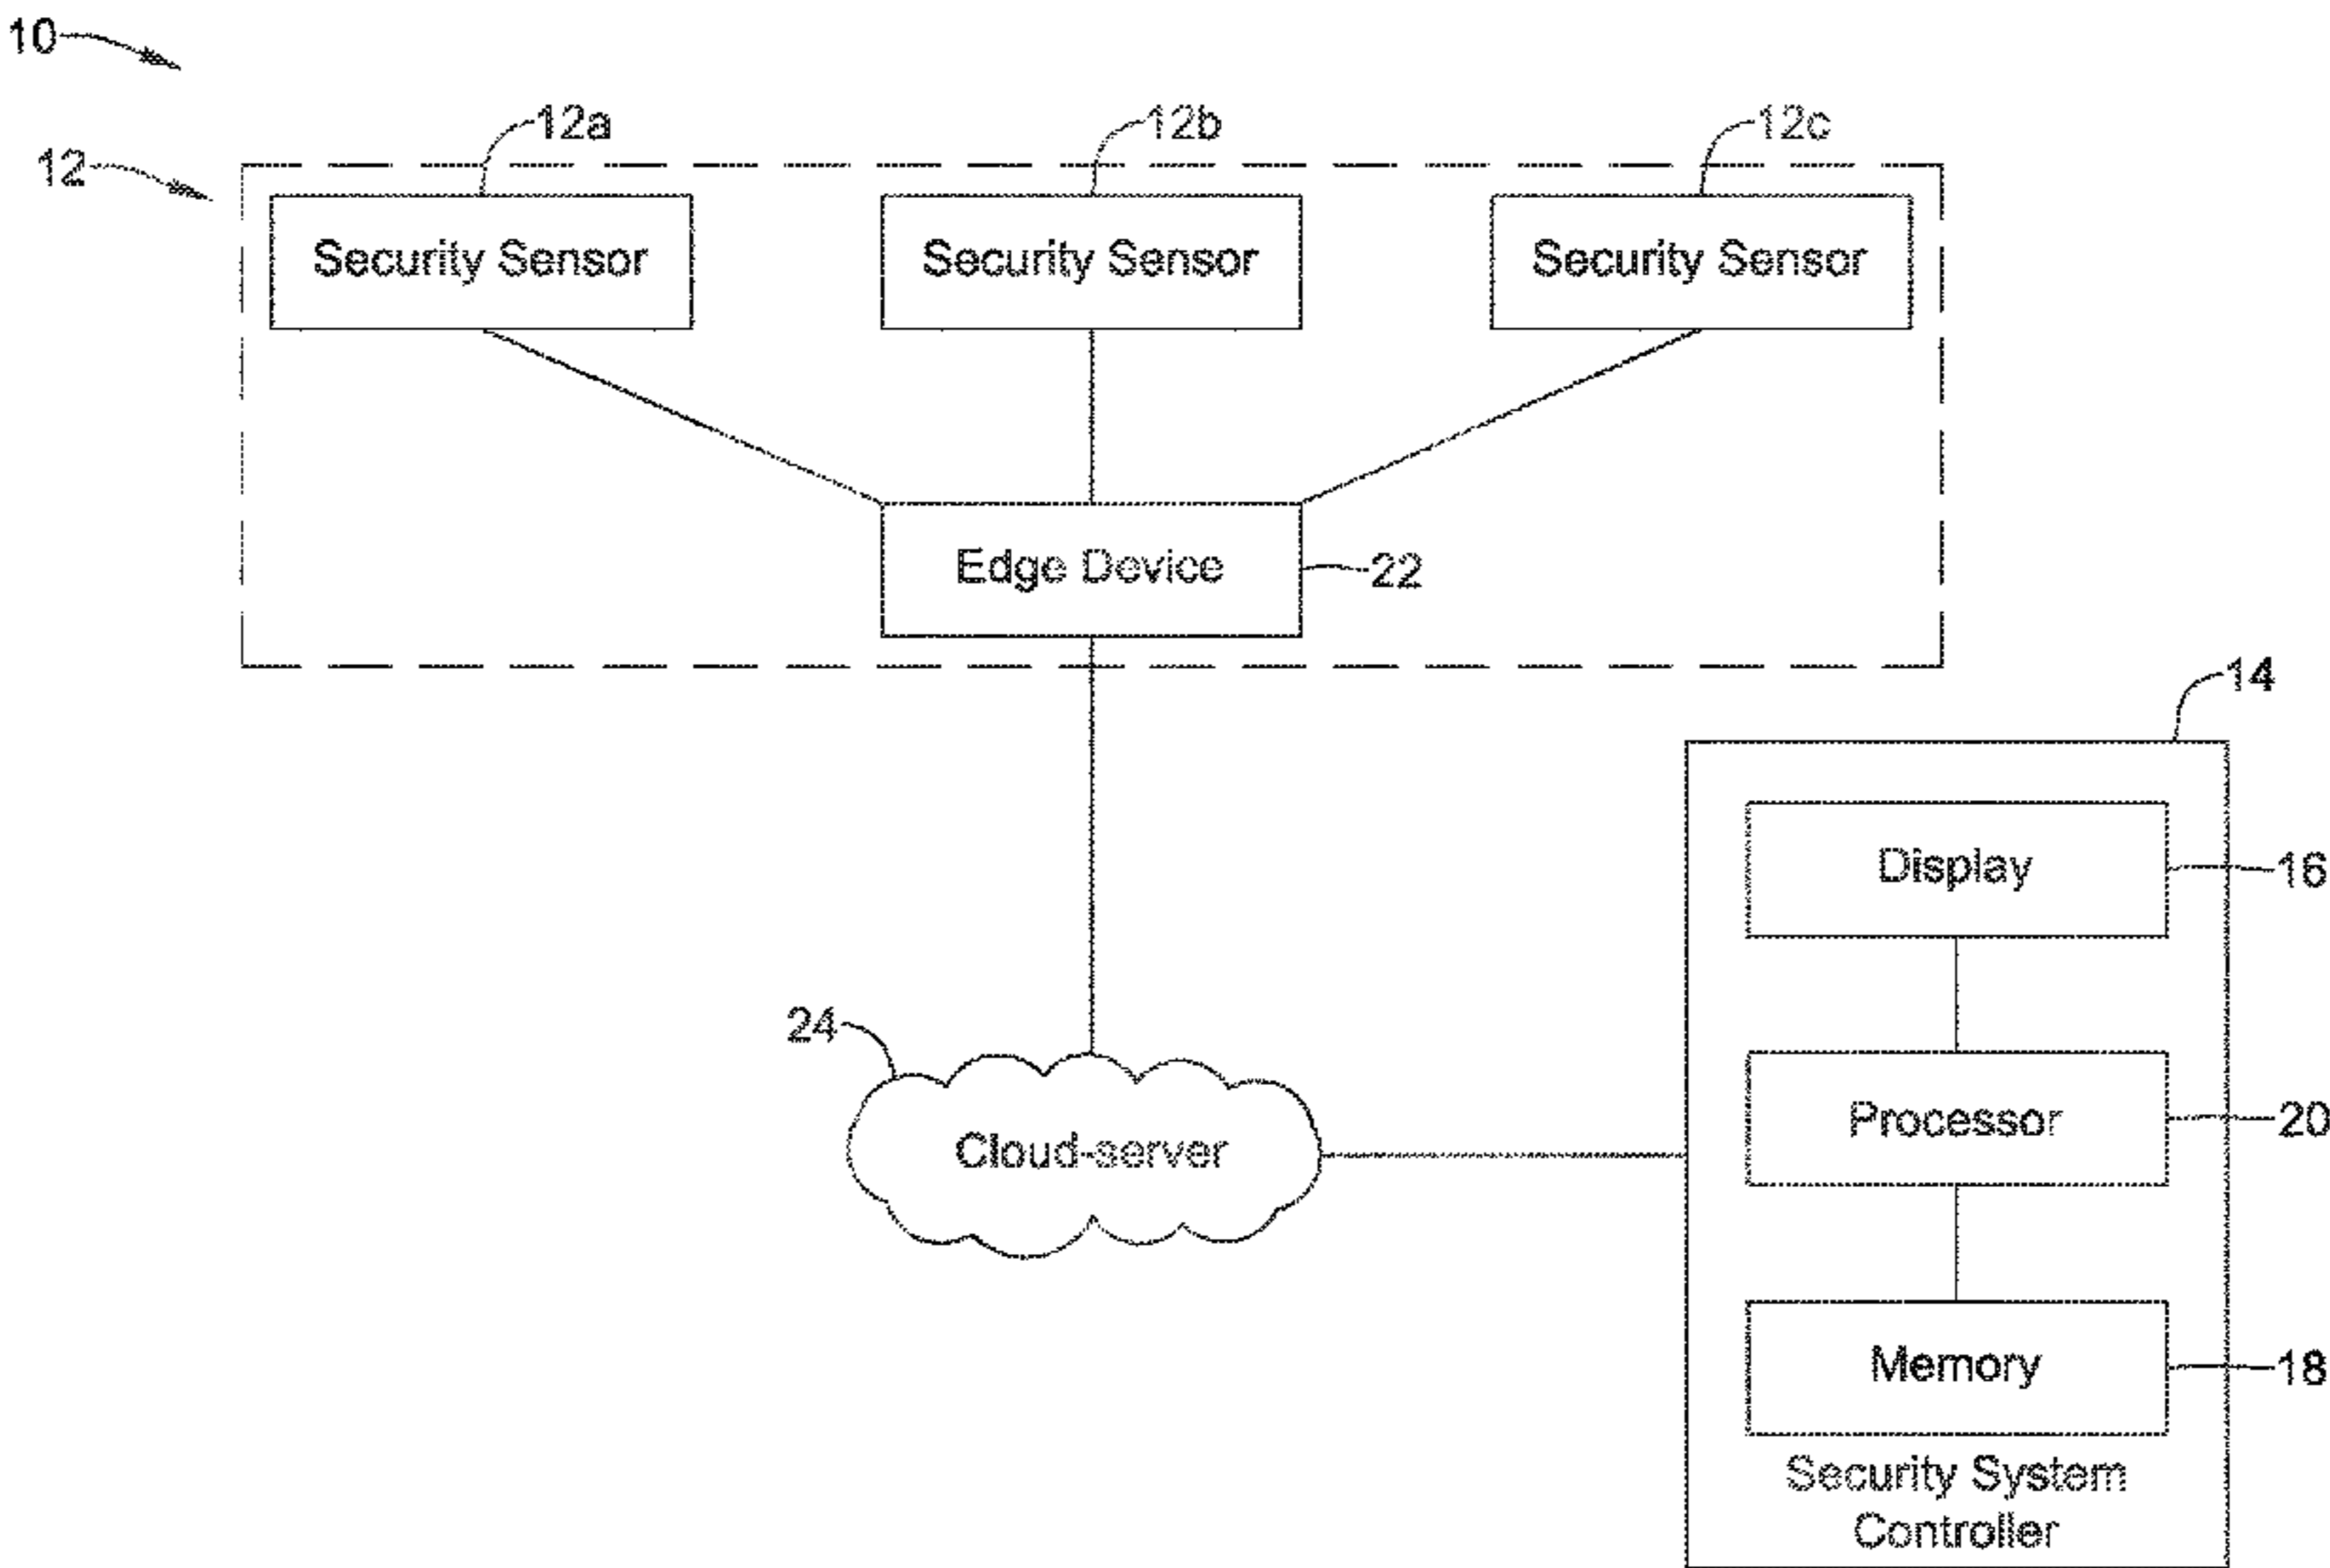 10
12
12a
12b
12c
Security Sensor
Security Sensor
Security Sensor
Edge Device
22
14
Display
16
24
Cloud-server
Processor
20
Memory
18
Security System
Controller